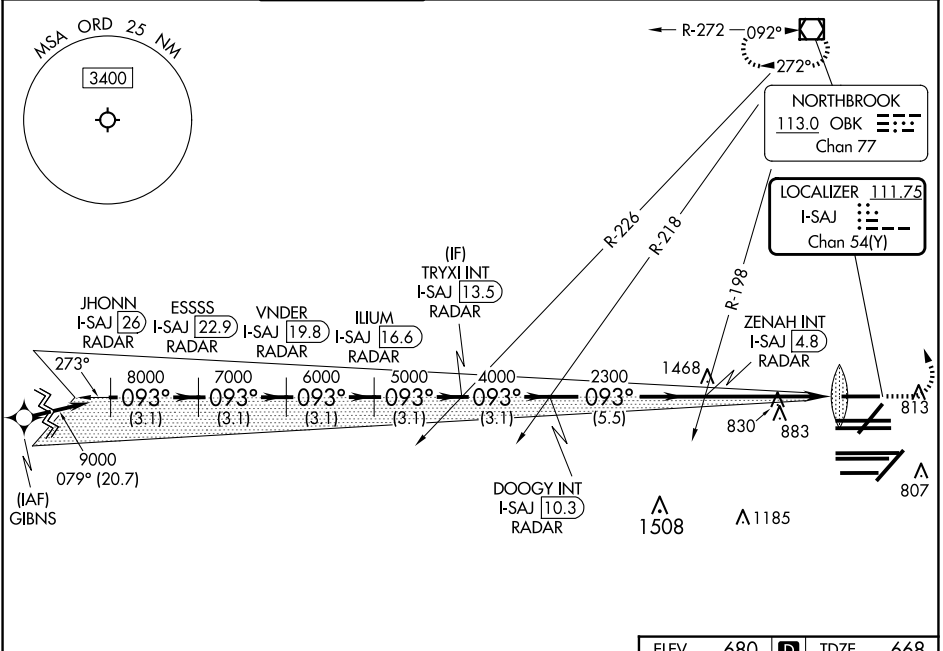 MSA ORD 25 NM
3400
R-272
092°
272°
NORTHBROOK
113.0 OBK
Chan 77
LOCALIZER 111.75
I-SAJ
Chan 54(Y)
R-226
R-218
R-198
(IF)
TRYXI INT
I-SAJ 13.5
RADAR
JHONN
I-SAJ 26
RADAR
ESSSS
I-SAJ 22.9
RADAR
VNDER
I-SAJ 19.8
RADAR
ILIUM
I-SAJ 16.6
RADAR
ZENAH INT
I-SAJ 4.8
RADAR
273°
8000
093°
(3.1)
7000
093°
(3.1)
6000
093°
(3.1)
5000
093°
(3.1)
4000
093°
(3.1)
2300
093°
(5.5)
1468
830
883
813
807
9000
079° (20.7)
(IAF)
GIBNS
DOOGY INT
I-SAJ 10.3
RADAR
1508
1185
ELEV 680 D TDZE 668